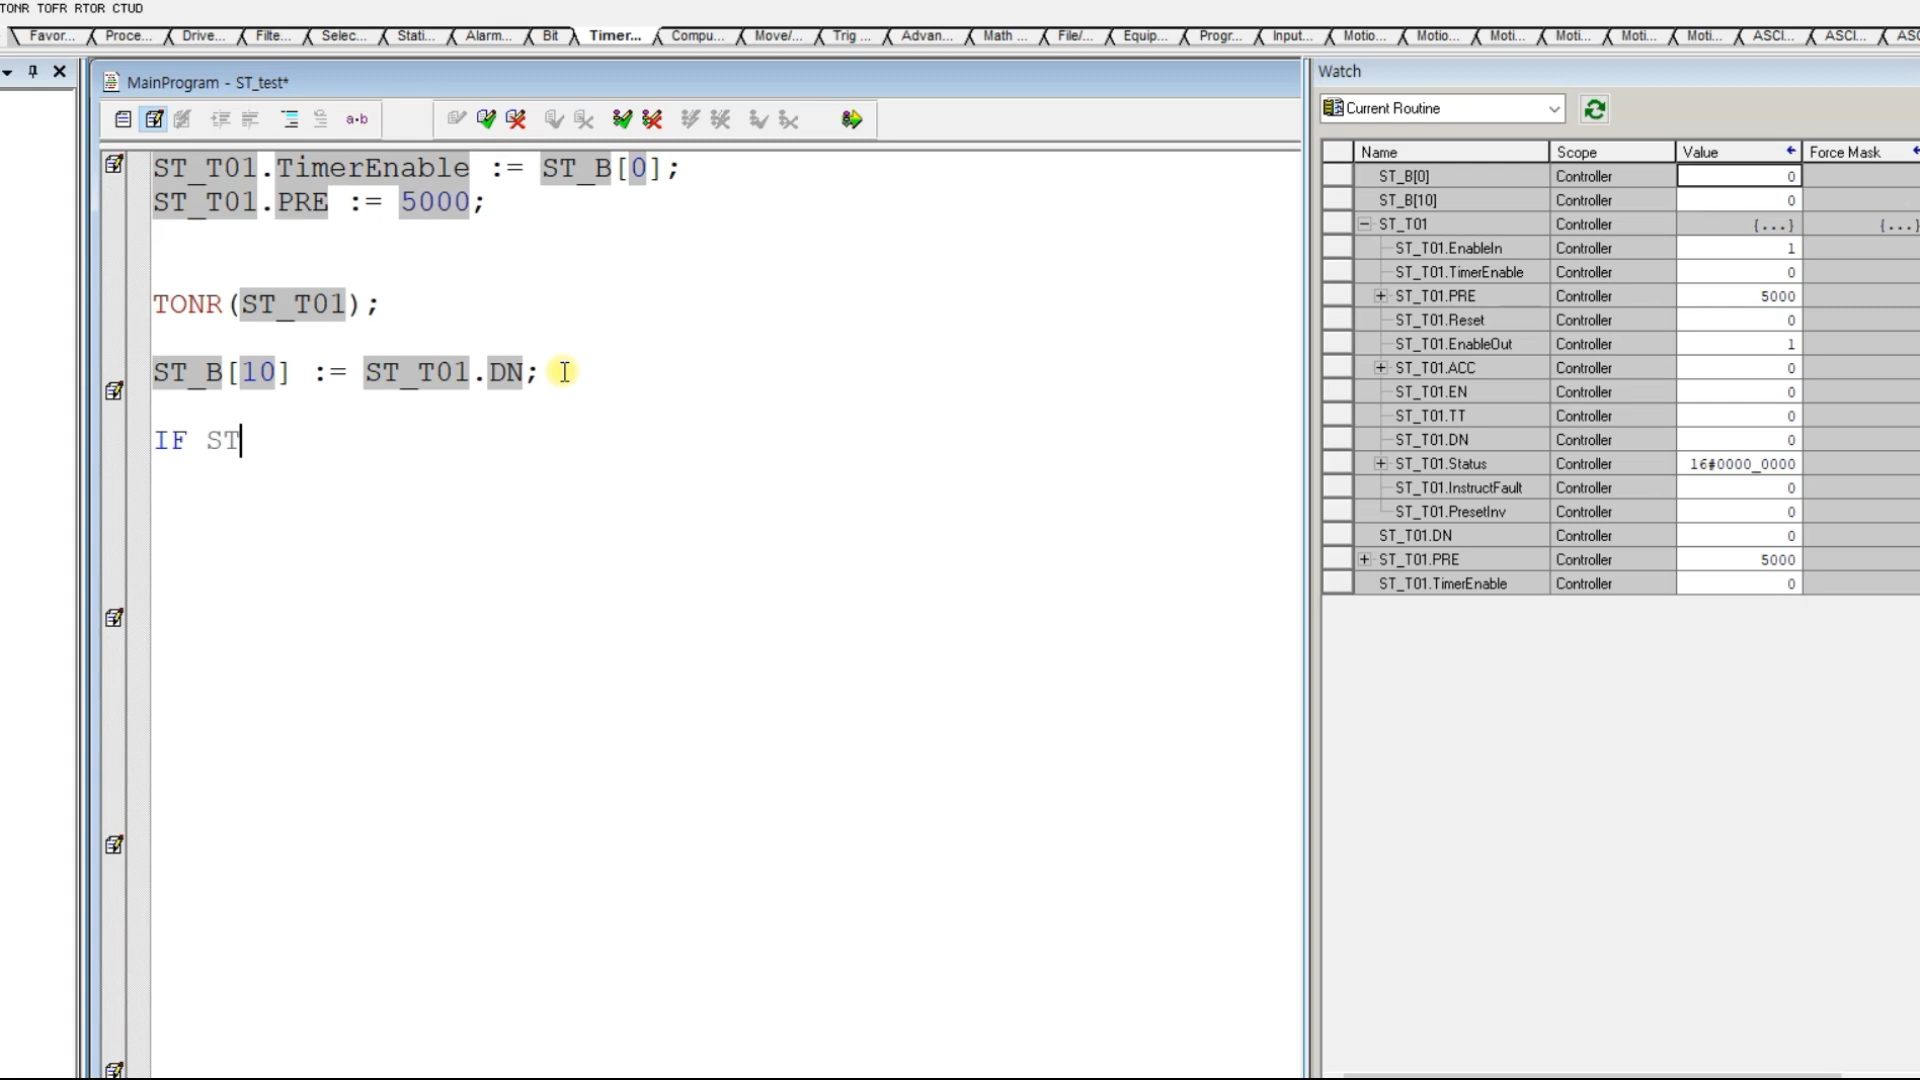 TONR TOFR RTOR CTUD
Favor... Proce... Drive... Filte... Selec... Stati... Alarm... Bit Timer... Compu... Move/... Trig ... Advan... Math ... File/... Equip... Progr... Input... Motio... Motio... Moti... Moti... Moti... Moti... ASCI... ASCI... ASC
MainProgram - ST_test*
a•b
ST_T01.TimerEnable := ST_B[0];
ST_T01.PRE := 5000;
TONR(ST_T01);
ST_B[10] := ST_T01.DN;
IF ST
Watch
Current Routine
Name Scope Value Force Mask
ST_B[0] Controller 0
ST_B[10] Controller 0
ST_T01 Controller {...} {...}
ST_T01.EnableIn Controller 1
ST_T01.TimerEnable Controller 0
ST_T01.PRE Controller 5000
ST_T01.Reset Controller 0
ST_T01.EnableOut Controller 1
ST_T01.ACC Controller 0
ST_T01.EN Controller 0
ST_T01.TT Controller 0
ST_T01.DN Controller 0
ST_T01.Status Controller 16#0000_0000
ST_T01.InstructFault Controller 0
ST_T01.PresetInv Controller 0
ST_T01.DN Controller 0
ST_T01.PRE Controller 5000
ST_T01.TimerEnable Controller 0